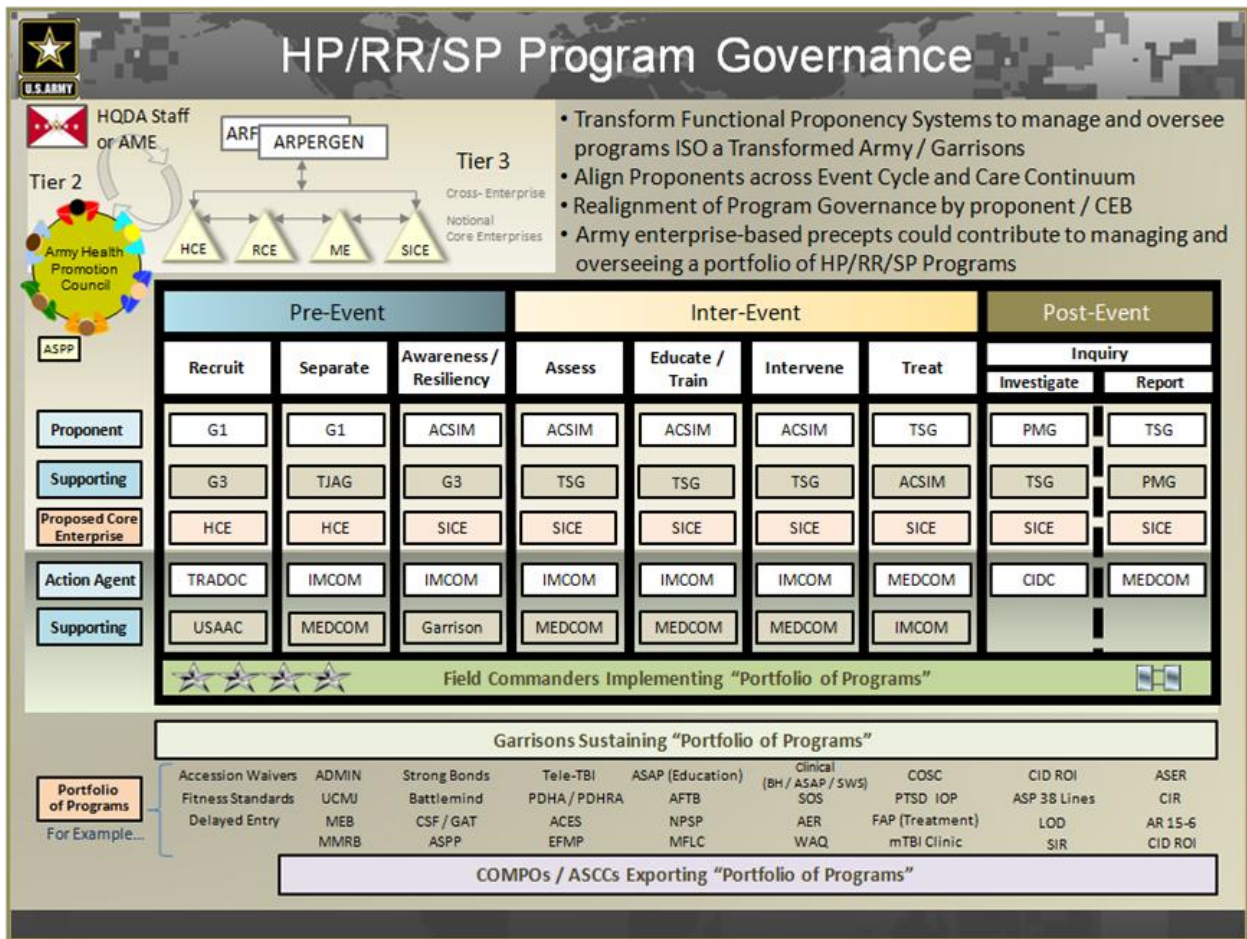 HP/RR/SP Program Governance
U.S.ARMY
HQDA Staff
or AME
Tier 2
Army Health
Promotion
Council
ASPP
ARF
ARPERGEN
Tier 3
Cross- Enterprise
Notional
Core Enterprises
HCE RCE ME SICE
• Transform Functional Proponency Systems to manage and oversee
programs ISO a Transformed Army / Garrisons
• Align Proponents across Event Cycle and Care Continuum
• Realignment of Program Governance by proponent / CEB
• Army enterprise-based precepts could contribute to managing and
overseeing a portfolio of HP/RR/SP Programs
Pre-Event Inter-Event Post-Event
Recruit Separate Awareness / Resiliency Assess Educate / Train Intervene Treat Inquiry
Investigate Report
Proponent G1 G1 ACSIM ACSIM ACSIM ACSIM TSG PMG TSG
Supporting G3 TJAG G3 TSG TSG TSG ACSIM TSG PMG
Proposed Core Enterprise HCE HCE SICE SICE SICE SICE SICE SICE SICE
Action Agent TRADOC IMCOM IMCOM IMCOM IMCOM IMCOM MEDCOM CIDC MEDCOM
Supporting USAAC MEDCOM Garrison MEDCOM MEDCOM MEDCOM IMCOM
Field Commanders Implementing “Portfolio of Programs”
Garrisons Sustaining “Portfolio of Programs”
Portfolio
of Programs
For Example...
Accession Waivers ADMIN Strong Bonds Tele-TBI ASAP (Education) Clinical (BH / ASAP / SWS) COSC CID ROI ASER
Fitness Standards UCMJ Battlemind PDHA / PDHRA AFTB SOS PTSD IOP ASP 38 Lines CIR
Delayed Entry MEB CSF / GAT ACES NPSP AER FAP (Treatment) LOD AR 15-6
MMRB ASPP EFMP MFLC WAQ mTBI Clinic SIR CID ROI
COMPOs / ASCCs Exporting “Portfolio of Programs”